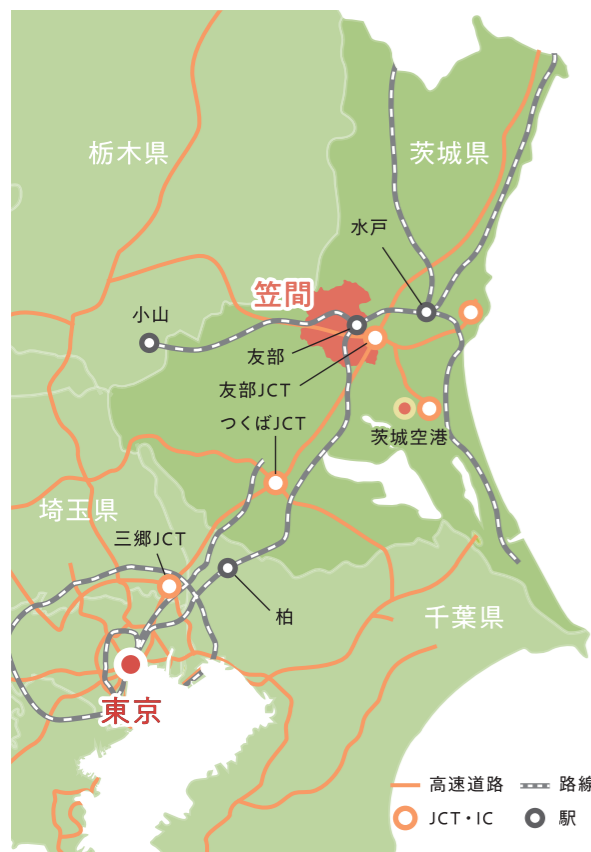 栃木県
茨城県
水戸
笠間
小山
友部
友部JCT
つくばJCT
茨城空港
埼玉県
三郷JCT
柏
千葉県
東京
高速道路
路線
JCT・IC
駅